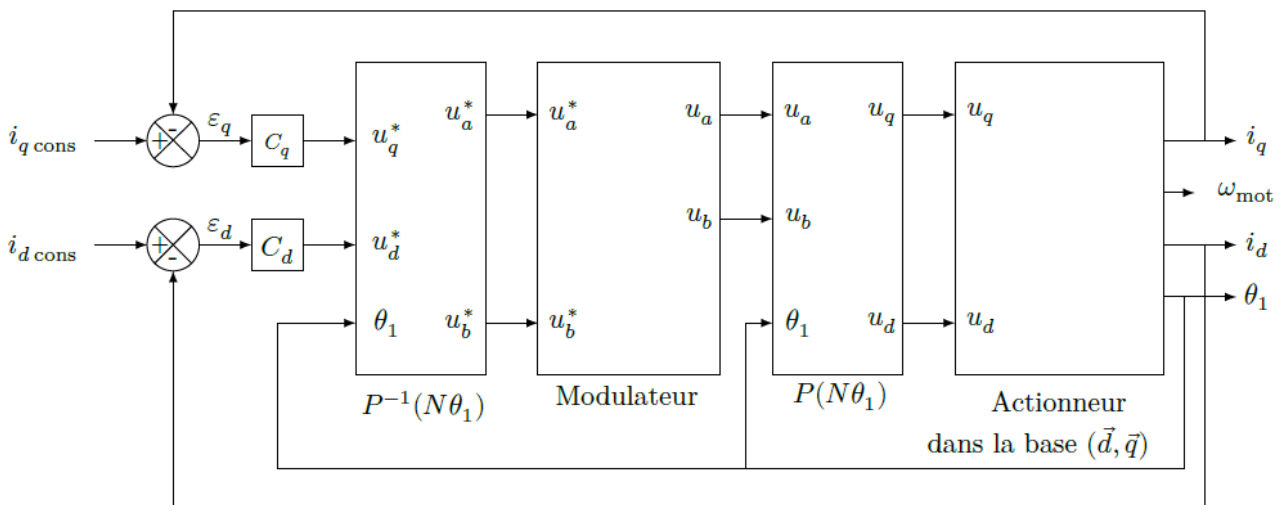 i_q cons
+
-
ε_q
C_q
i_d cons
+
-
ε_d
C_d
u_q^*
u_d^*
θ_1
u_a^*
u_b^*
P^{-1}(Nθ_1)
u_a^*
u_b^*
u_a
u_b
Modulateur
u_a
u_b
θ_1
u_q
u_d
P(Nθ_1)
u_q
u_d
Actionneur
dans la base (\vec{d}, \vec{q})
i_q
ω_mot
i_d
θ_1